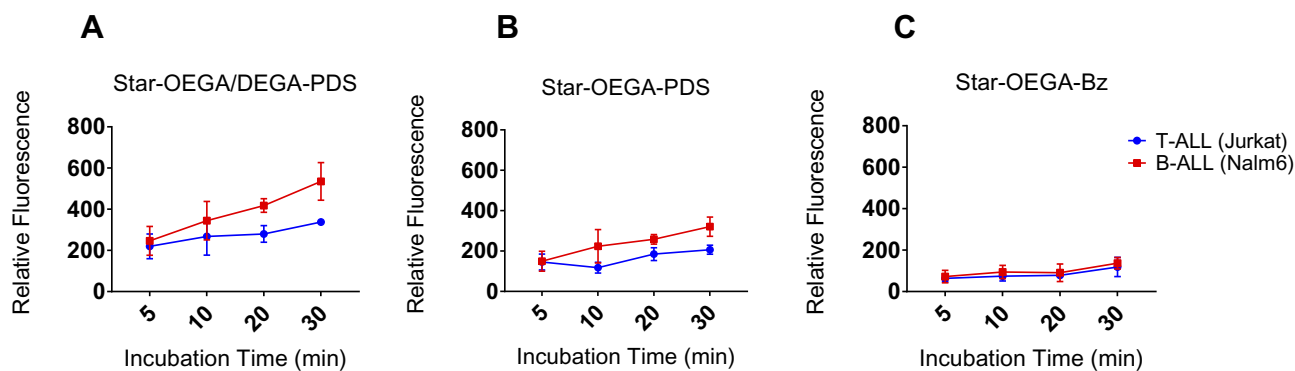 A
Star-OEGA/DEGA-PDS
Relative Fluorescence
800
600
400
200
0
5
10
20
30
Incubation Time (min)
B
Star-OEGA-PDS
Relative Fluorescence
800
600
400
200
0
5
10
20
30
Incubation Time (min)
C
Star-OEGA-Bz
Relative Fluorescence
800
600
400
200
0
5
10
20
30
Incubation Time (min)
T-ALL (Jurkat)
B-ALL (Nalm6)